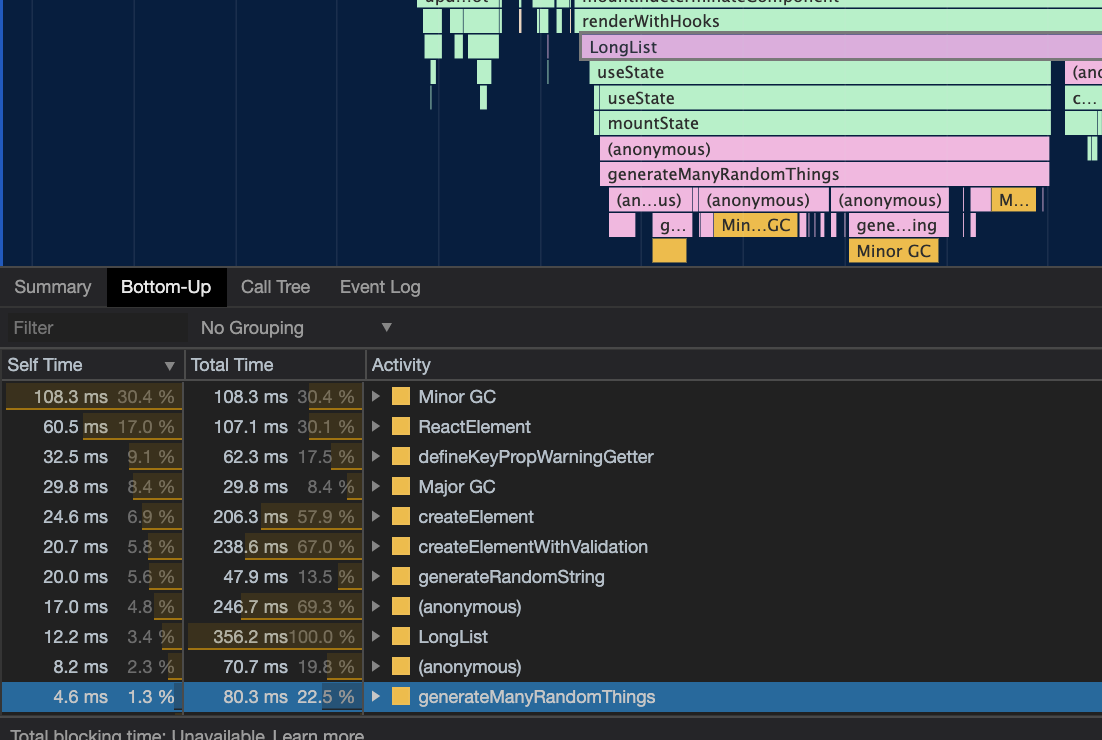 renderWithHooks
LongList
useState (anc
useState c...
mountState
(anonymous)
generateManyRandomThings
(an...us) (anonymous) (anonymous) M...
g... Min...GC gene...ing
Minor GC
Summary Bottom-Up Call Tree Event Log
Filter No Grouping ▼
Self Time ▼ Total Time Activity
108.3 ms 30.4 % 108.3 ms 30.4 % Minor GC
60.5 ms 17.0 % 107.1 ms 30.1 % ReactElement
32.5 ms 9.1 % 62.3 ms 17.5 % defineKeyPropWarningGetter
29.8 ms 8.4 % 29.8 ms 8.4 % Major GC
24.6 ms 6.9 % 206.3 ms 57.9 % createElement
20.7 ms 5.8 % 238.6 ms 67.0 % createElementWithValidation
20.0 ms 5.6 % 47.9 ms 13.5 % generateRandomString
17.0 ms 4.8 % 246.7 ms 69.3 % (anonymous)
12.2 ms 3.4 % 356.2 ms 100.0 % LongList
8.2 ms 2.3 % 70.7 ms 19.8 % (anonymous)
4.6 ms 1.3 % 80.3 ms 22.5 % generateManyRandomThings
Total blocking time: Unavailable Learn more